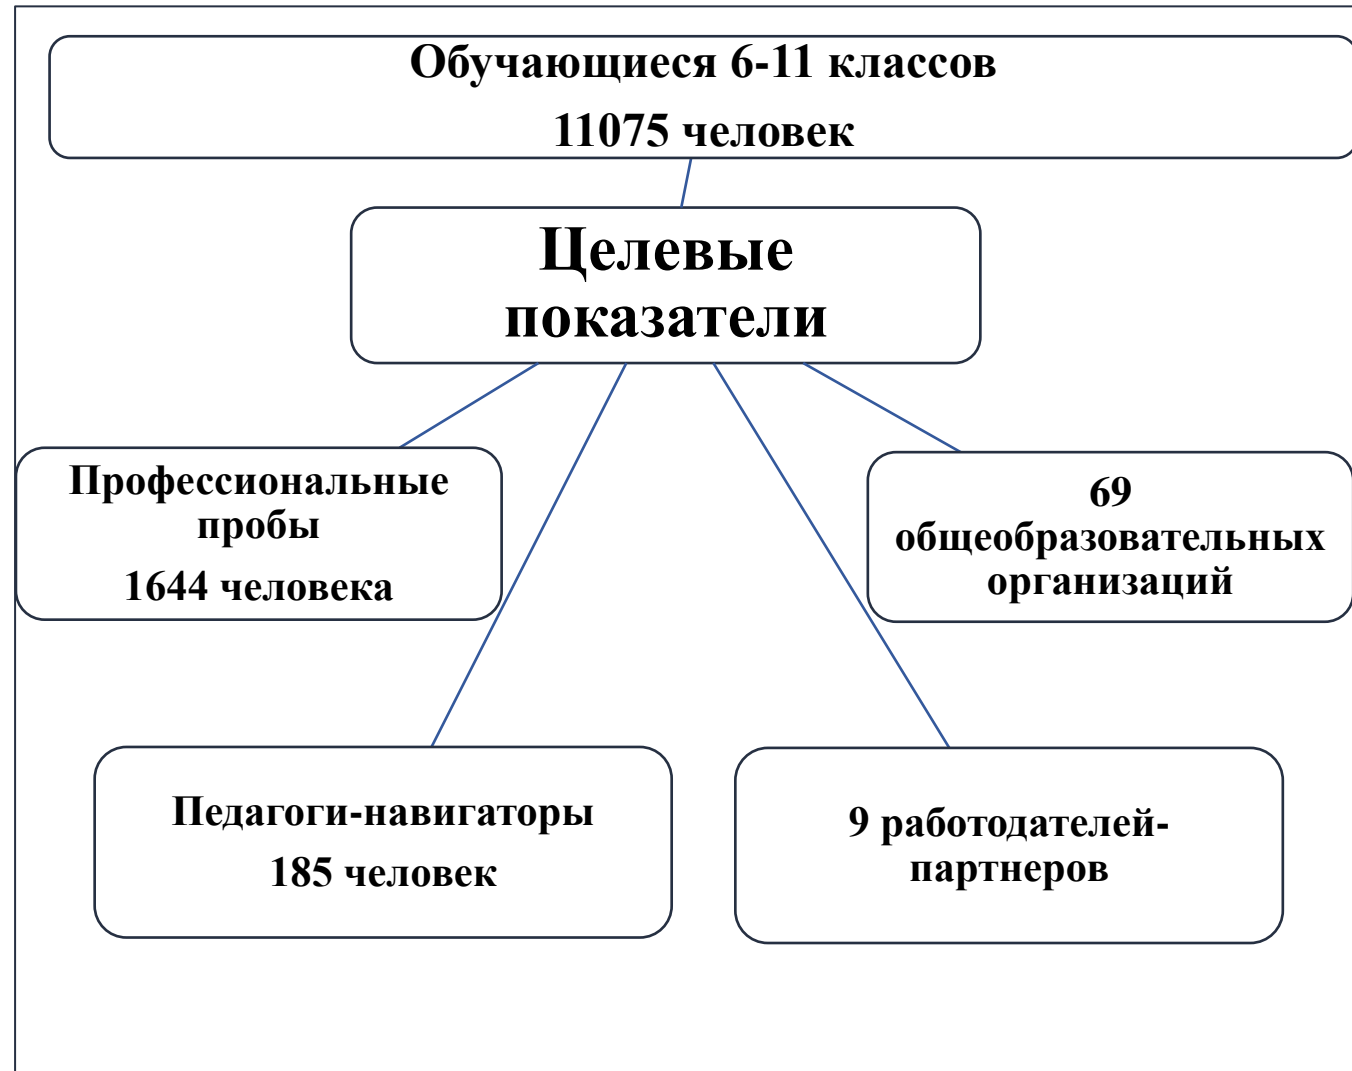 Обучающиеся 6-11 классов
11075 человек
Целевые
показатели
Профессиональные
пробы
1644 человека
69
общеобразовательных
организаций
Педагоги-навигаторы
185 человек
9 работодателей-
партнеров